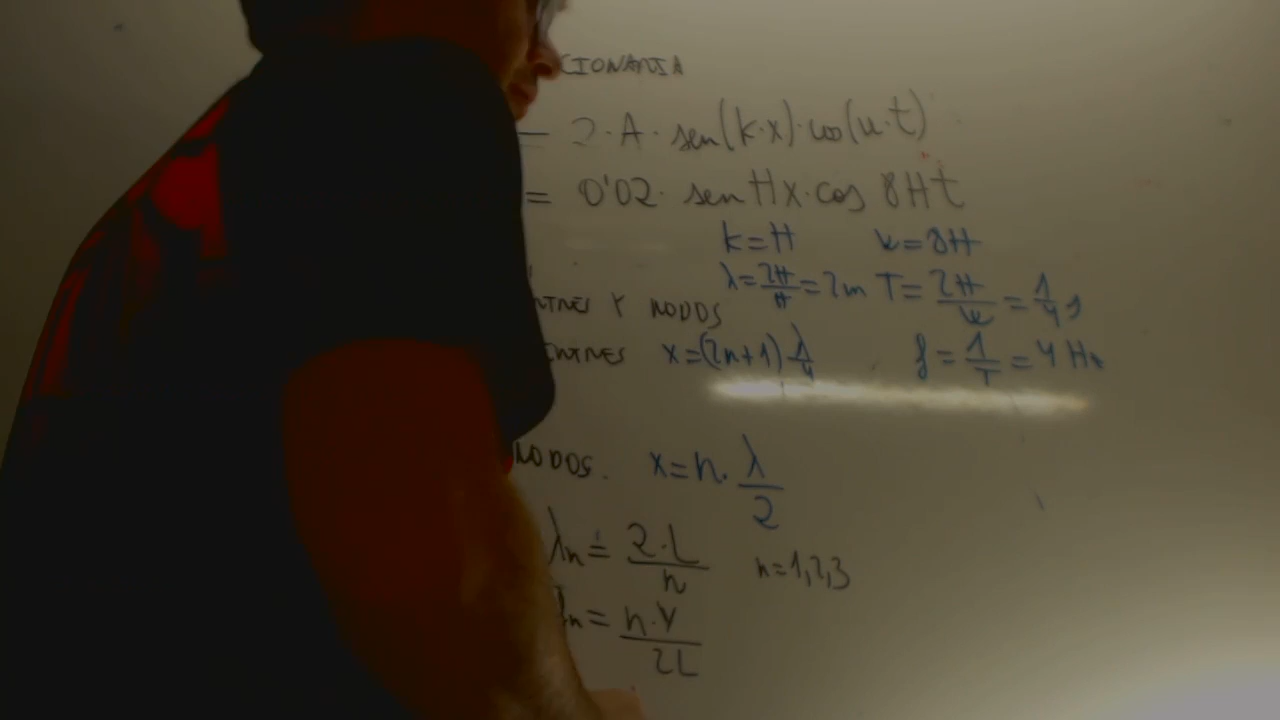 CIONARIA
= 2·A·sen(k·x)·cos(w·t)
= 0'02·sen πx·cos 8πt
k=π w=8π
λ=2π/π=2m T=2π/w=1/4 s
NTRES Y NODOS
ENTRES x=(2n+1)λ/4 f=1/T=4 Hz
NODOS. x=n·λ/2
λn=2·L/n n=1,2,3
fn=n·V/2L